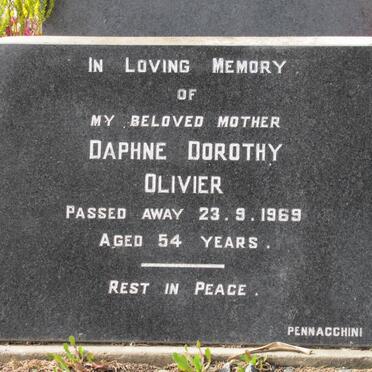 IN LOVING MEMORY
OF
MY BELOVED MOTHER
DAPHNE DOROTHY
OLIVIER
PASSED AWAY 23.9.1969
AGED 54 YEARS.
REST IN PEACE.
PENNACCHINI